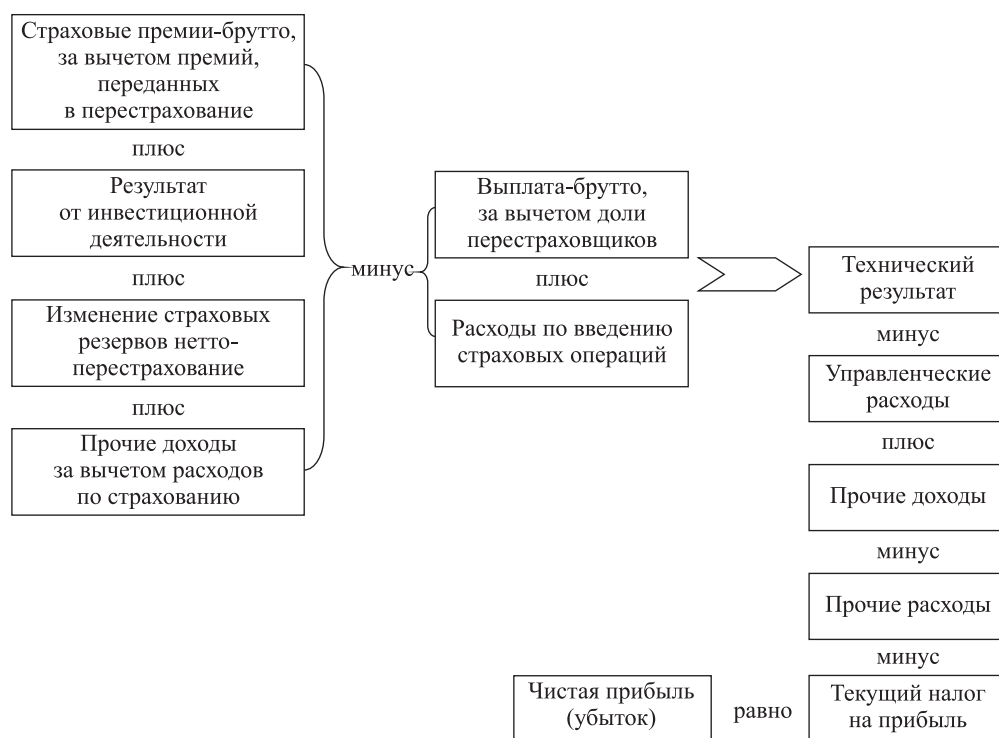 Страховые премии-брутто,
за вычетом премий,
переданных
в перестрахование
плюс
Результат
от инвестиционной
деятельности
плюс
Изменение страховых
резервов нетто-
перестрахование
плюс
Прочие доходы
за вычетом расходов
по страхованию
минус
Выплата-брутто,
за вычетом доли
перестраховщиков
плюс
Расходы по введению
страховых операций
Технический
результат
минус
Управленческие
расходы
плюс
Прочие доходы
минус
Прочие расходы
минус
Текущий налог
на прибыль
равно
Чистая прибыль
(убыток)